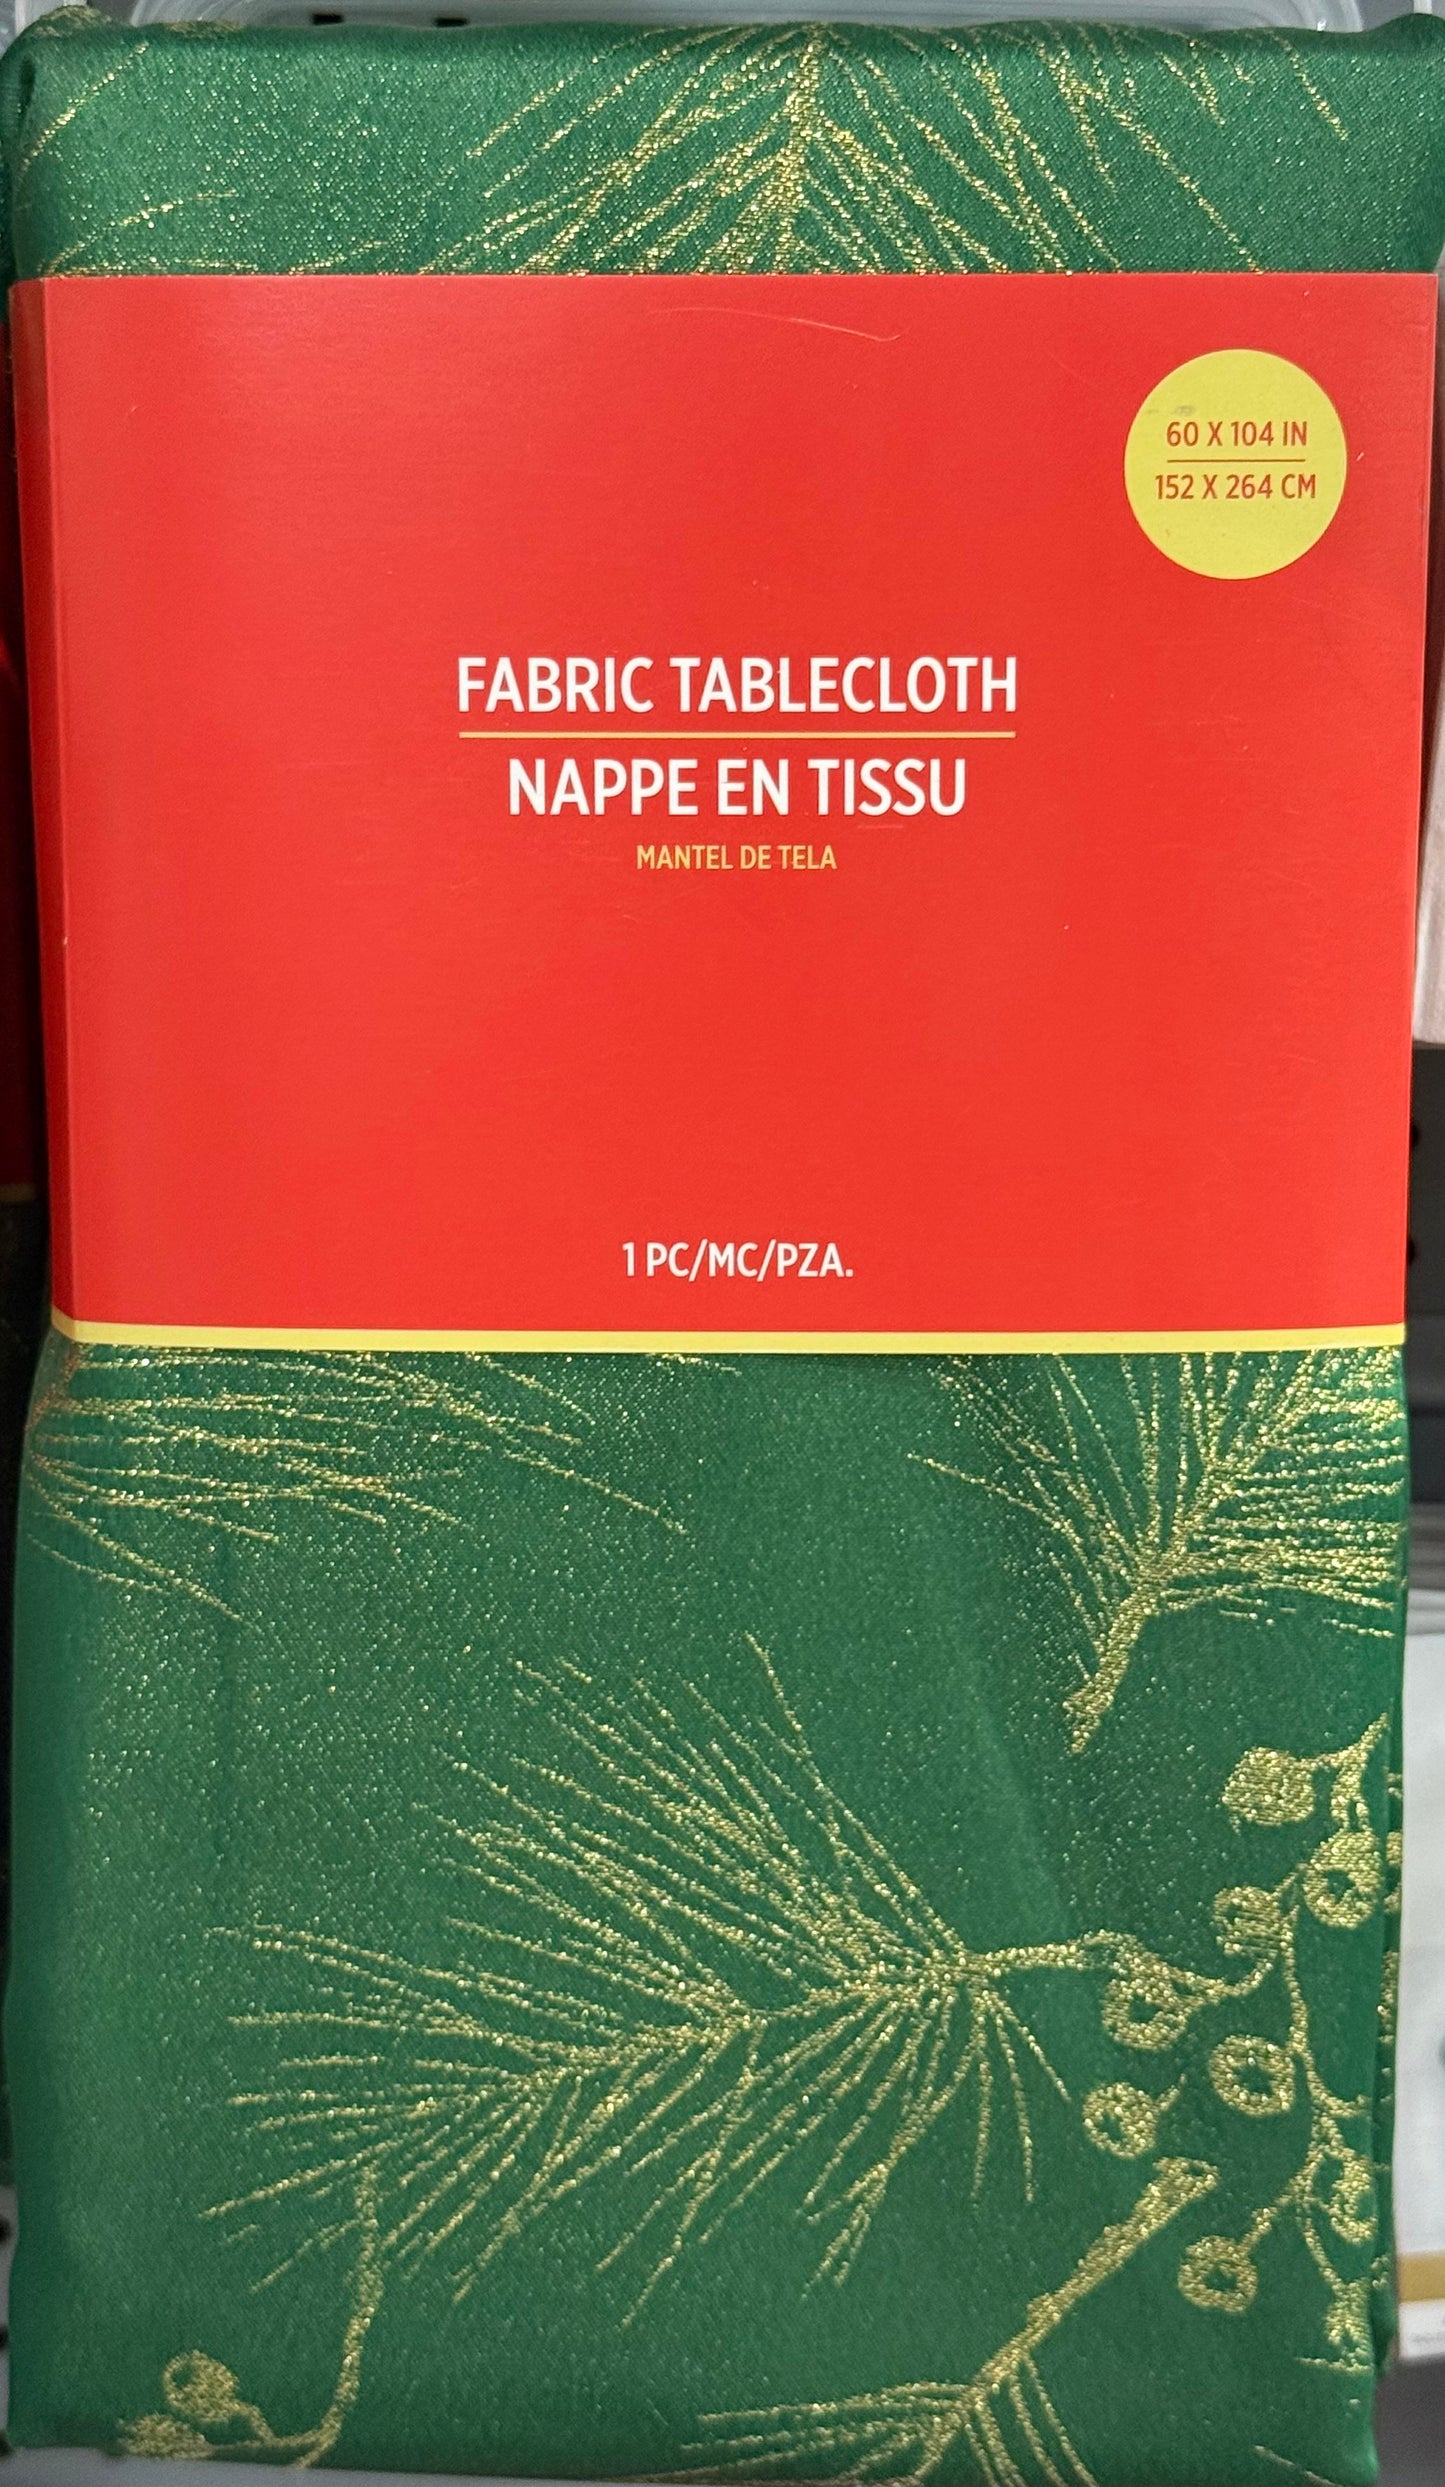 60 X 104 IN
152 X 264 CM
FABRIC TABLECLOTH
NAPPE EN TISSU
MANTEL DE TELA
1 PC/MC/PZA.